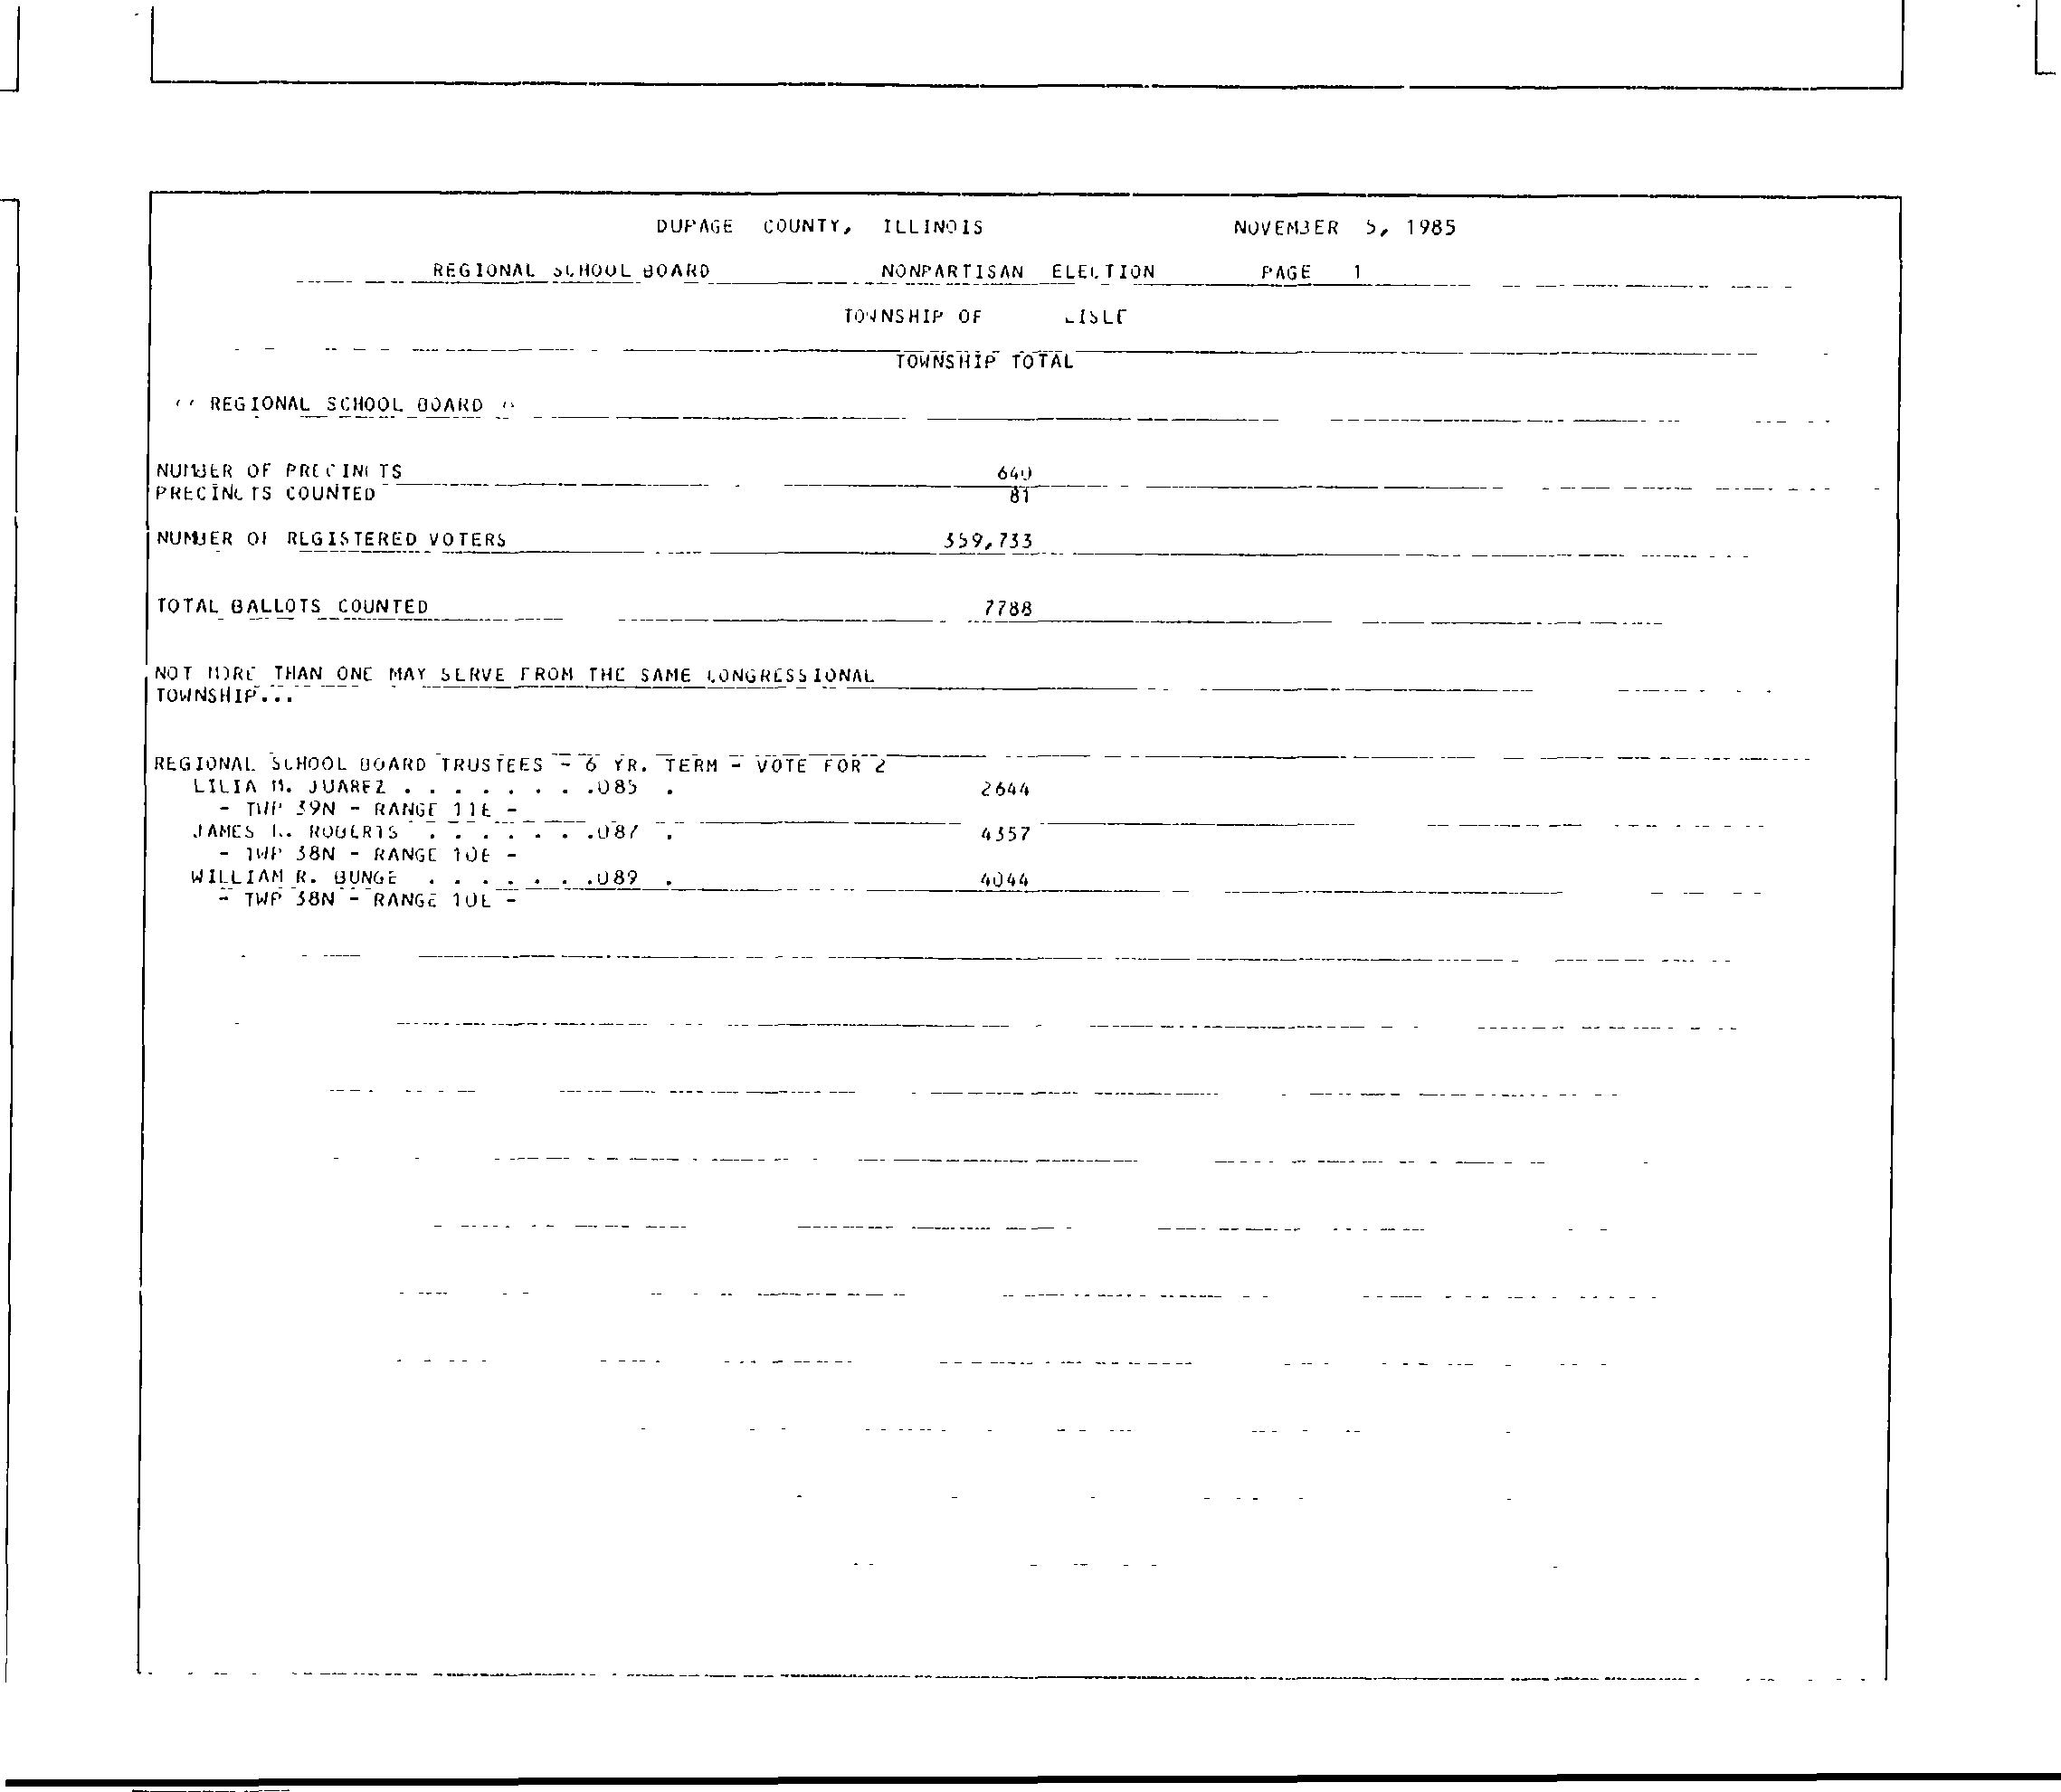 DUPAGE COUNTY, ILLINOIS NOVEMBER 5, 1985
REGIONAL SCHOOL BOARD NONPARTISAN ELECTION PAGE 1
TOWNSHIP OF LISLE
TOWNSHIP TOTAL
REGIONAL SCHOOL BOARD
NUMBER OF PRECINCTS 640
PRECINCTS COUNTED 81
NUMBER OF REGISTERED VOTERS 359,733
TOTAL BALLOTS COUNTED 7788
NOT MORE THAN ONE MAY SERVE FROM THE SAME CONGRESSIONAL
TOWNSHIP...
REGIONAL SCHOOL BOARD TRUSTEES - 6 YR. TERM - VOTE FOR 2
LILIA M. JUAREZ . . . . . . . .085 . 2644
- TWP 39N - RANGE 11E -
JAMES ROBERTS . . . . . . .087 . 4357
- TWP 38N - RANGE 10E -
WILLIAM R. BUNGE . . . . . . .089 . 4044
- TWP 38N - RANGE 10E -